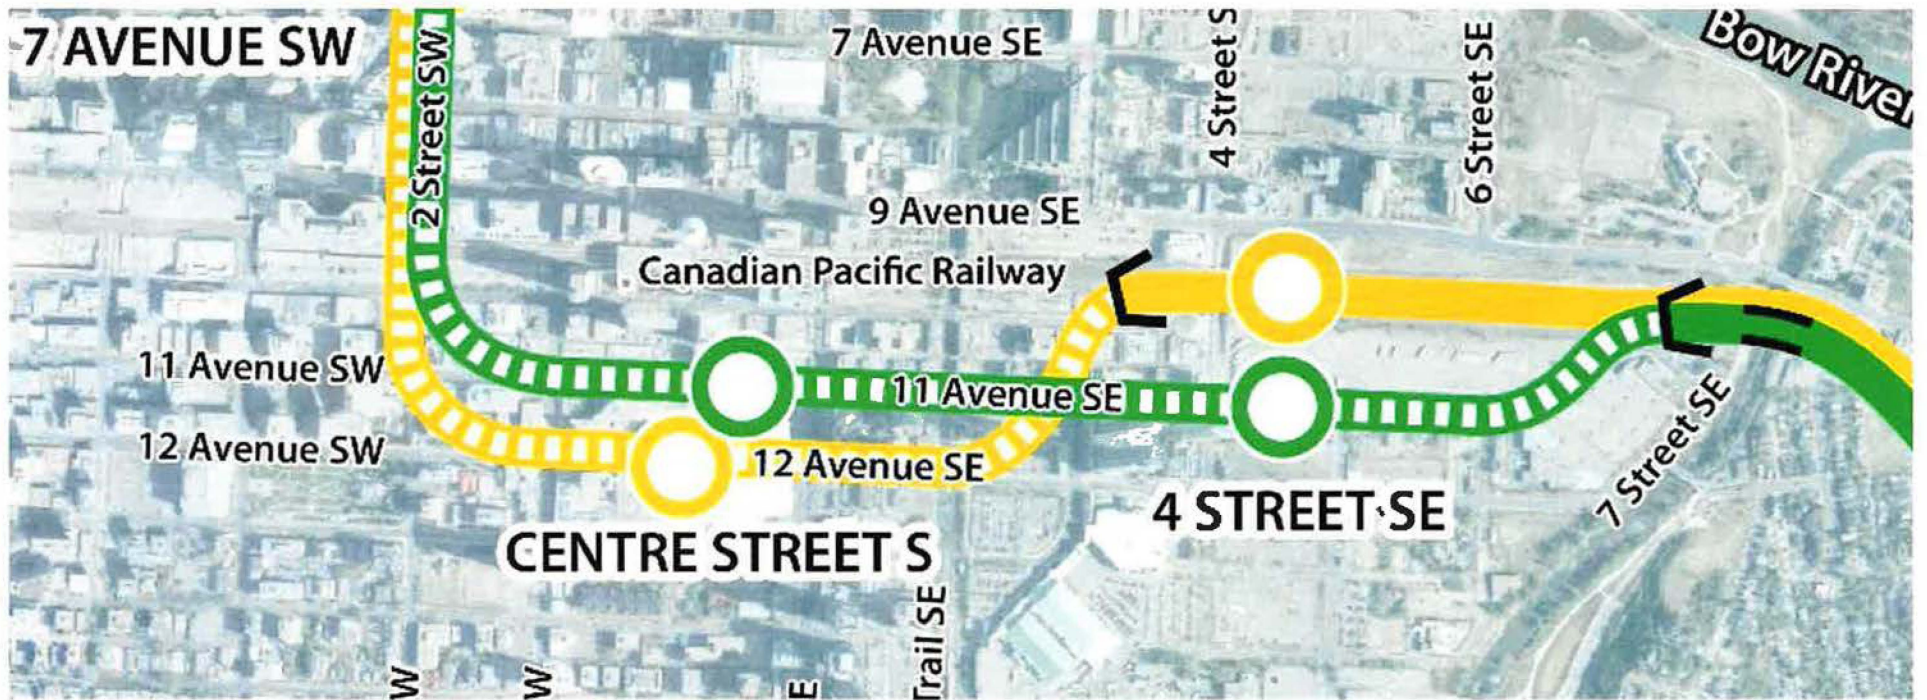 7 AVENUE SW
2 Street SW
7 Avenue SE
4 Street S
6 Street SE
Bow River
9 Avenue SE
Canadian Pacific Railway
11 Avenue SW
11 Avenue SE
12 Avenue SW
12 Avenue SE
7 Street SE
4 STREET SE
CENTRE STREET S
W
W
E
Trail SE